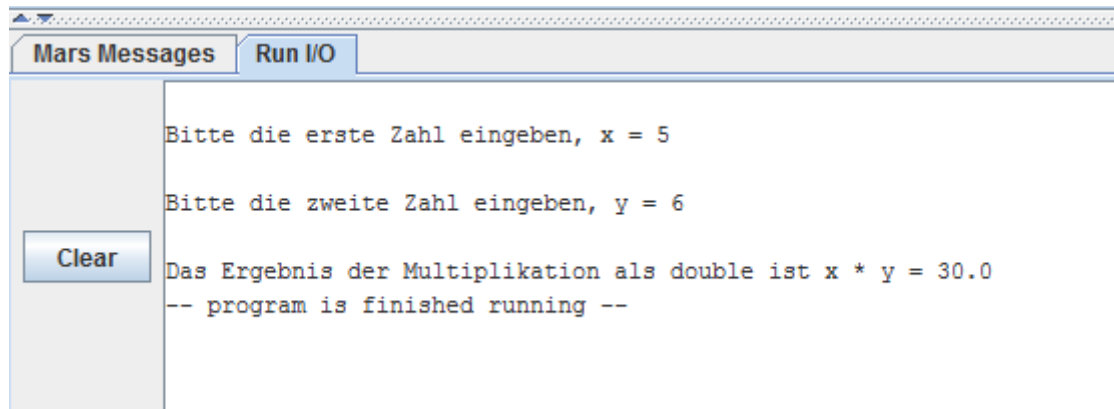 Mars Messages Run I/O
Bitte die erste Zahl eingeben, x = 5
Bitte die zweite Zahl eingeben, y = 6
Clear
Das Ergebnis der Multiplikation als double ist x * y = 30.0
-- program is finished running --